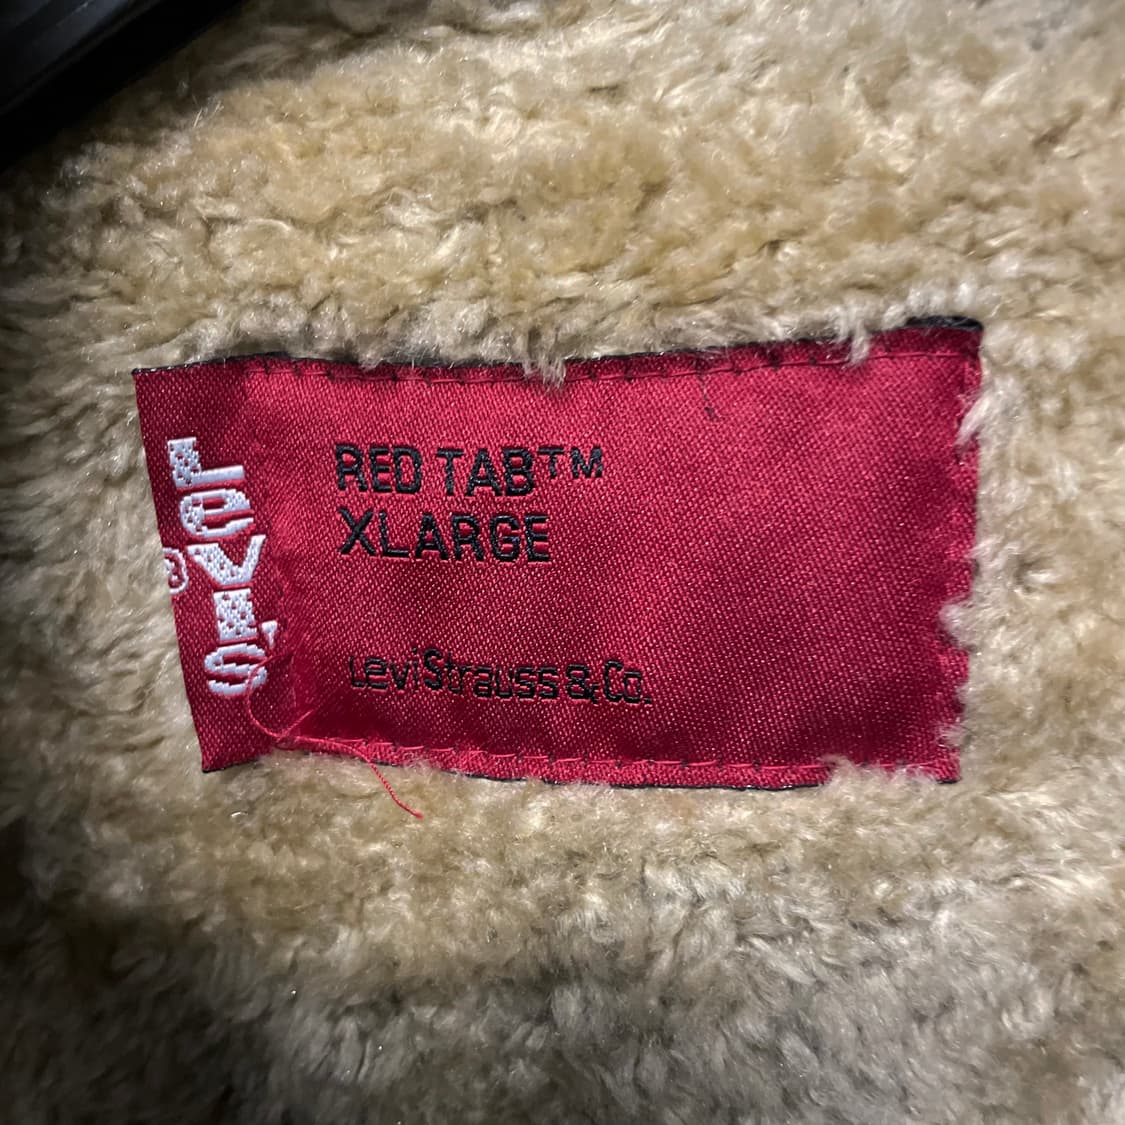 Levi's
®
RED TAB™
XLARGE
Levi Strauss & Co.